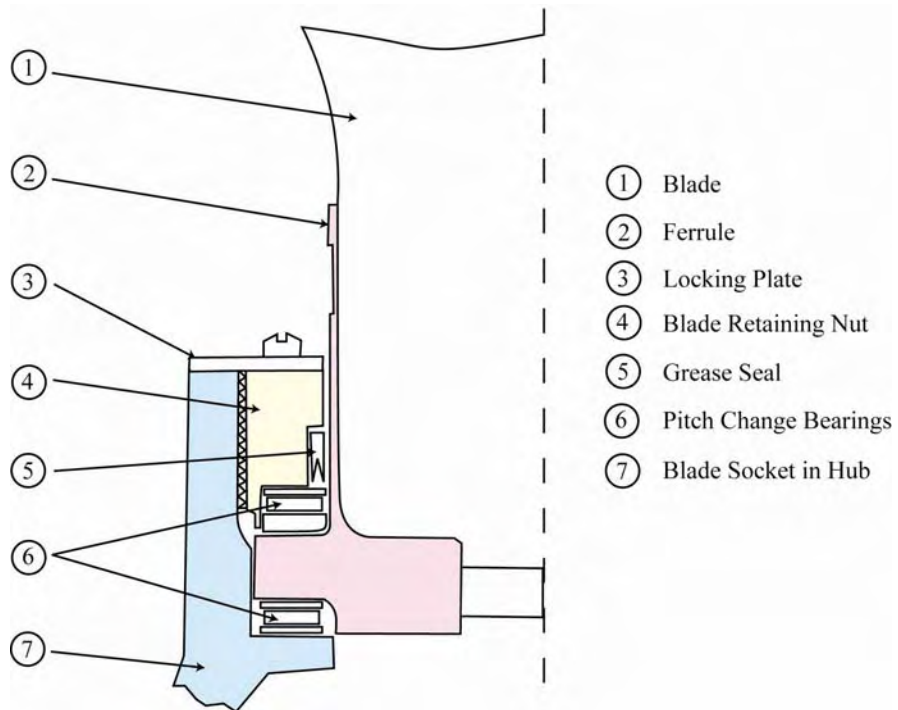 1
2
3
4
5
6
7
1 Blade
2 Ferrule
3 Locking Plate
4 Blade Retaining Nut
5 Grease Seal
6 Pitch Change Bearings
7 Blade Socket in Hub